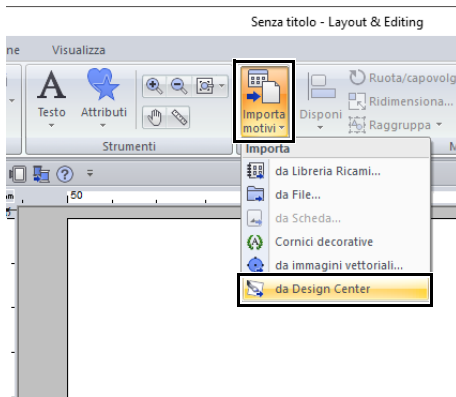 Senza titolo - Layout & Editing
ne Visualizza
Testo
Attributi
Importa
motivi
Disponi
Ruota/capovolg
Ridimensiona...
Raggruppa
Strumenti
M
50
Importa
da Libreria Ricami...
da File...
da Scheda...
Cornici decorative
da immagini vettoriali...
da Design Center